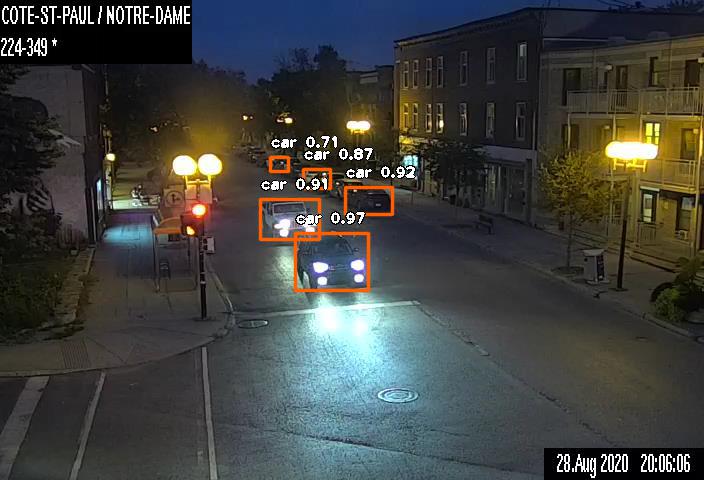 COTE-ST-PAUL / NOTRE-DAME
224-349 *
car 0.71
car 0.87
car 0.92
car 0.91
car 0.97
28.Aug 2020 20:06:06